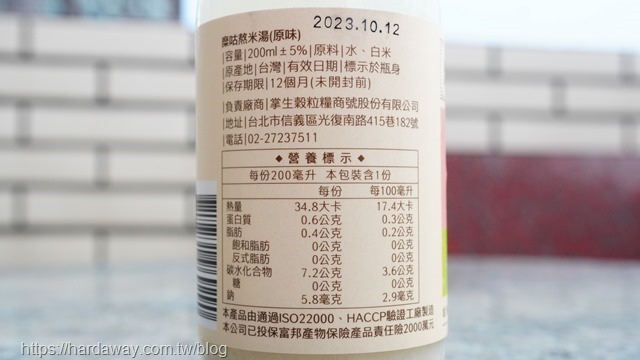 2023.10.12
糜咕熬米湯(原味)
|容量|200ml±5%|原料|水、白米
|原產地|台灣|有效日期|標示於瓶身
|保存期限|12個月(未開封前)
|負責廠商|掌生穀粒糧商號股份有限公司
|地址|台北市信義區光復南路415巷182號
|電話|02-27237511
◆營養標示◆
每份200毫升 本包裝含1份
每份 每100毫升
熱量 34.8大卡 17.4大卡
蛋白質 0.6公克 0.3公克
脂肪 0.4公克 0.2公克
飽和脂肪 0公克 0公克
反式脂肪 0公克 0公克
碳水化合物 7.2公克 3.6公克
糖 0公克 0公克
鈉 5.8毫克 2.9毫克
本產品由通過ISO22000、HACCP驗證工廠製造
本公司已投保富邦產物保險產品責任險2000萬元
https://hardaway.com.tw/blog